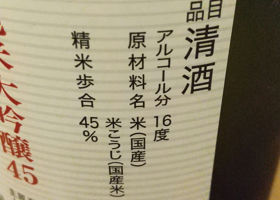 品目 清酒
アルコール分 16度
原材料名 米(国産)
米こうじ(国産米)
精米歩合 45%
大吟醸45